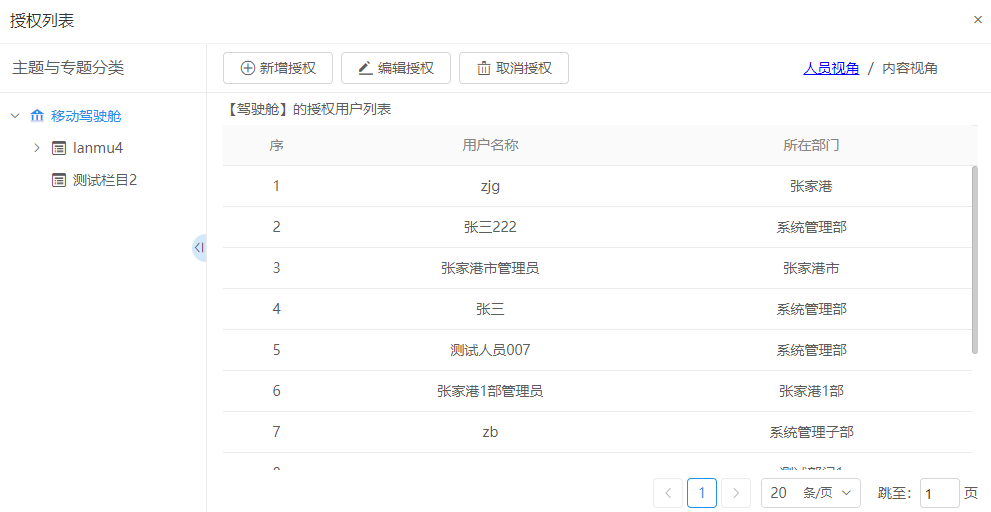 授权列表
×
主题与专题分类
新增授权 编辑授权 取消授权 人员视角 / 内容视角
移动驾驶舱
lanmu4
测试栏目2
【驾驶舱】的授权用户列表
序 用户名称 所在部门
1 zjg 张家港
2 张三222 系统管理部
3 张家港市管理员 张家港市
4 张三 系统管理部
5 测试人员007 系统管理部
6 张家港1部管理员 张家港1部
7 zb 系统管理子部
1 20 条/页 跳至: 1 页